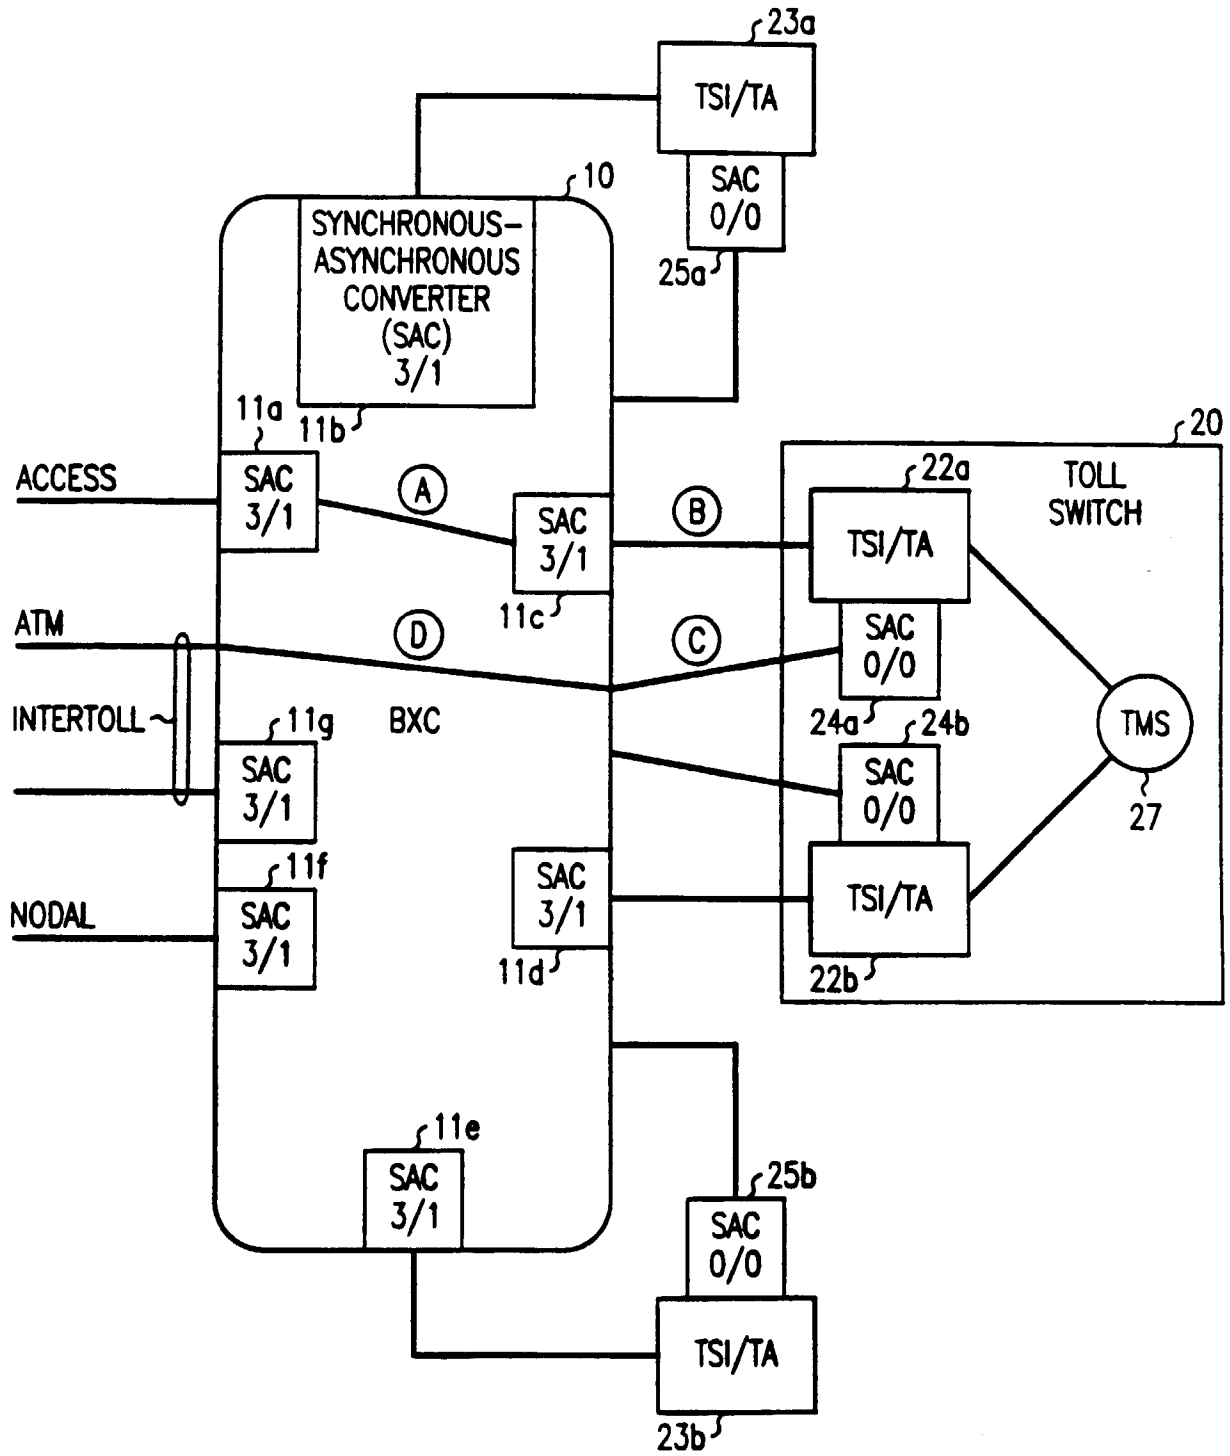 23a
TSI/TA
SAC
0/0
25a
10
SYNCHRONOUS-
ASYNCHRONOUS
CONVERTER
(SAC)
3/1
11b
11a
ACCESS
SAC
3/1
A
SAC
3/1
11c
B
20
TOLL
SWITCH
22a
TSI/TA
SAC
0/0
24a
ATM
D
C
INTERTOLL
BXC
11g
SAC
3/1
24b
SAC
0/0
TMS
27
11f
NODAL
SAC
3/1
SAC
3/1
11d
TSI/TA
22b
11e
SAC
3/1
25b
SAC
0/0
TSI/TA
23b